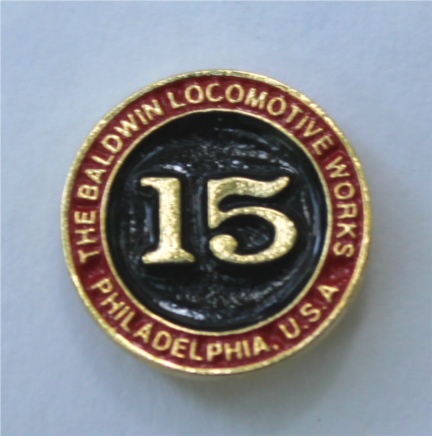 THE BALDWIN LOCOMOTIVE WORKS
15
PHILADELPHIA, U.S.A.